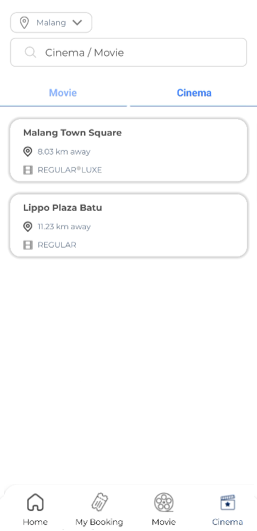 Malang
Cinema / Movie
Movie
Cinema
Malang Town Square
8.03 km away
REGULAR*LUXE
Lippo Plaza Batu
11.23 km away
REGULAR
Home
My Booking
Movie
Cinema